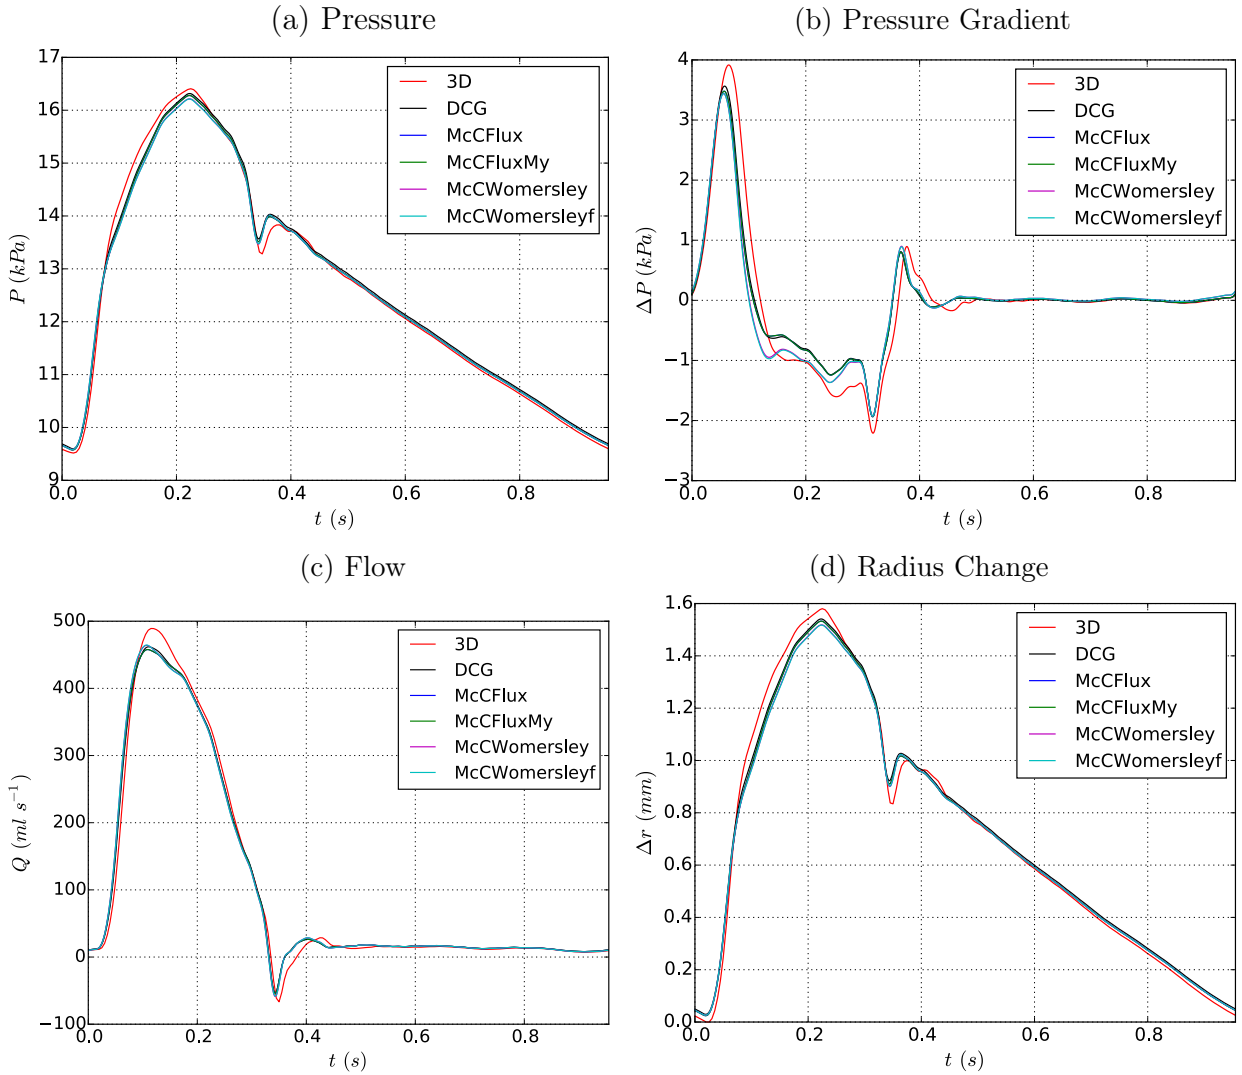 (a) Pressure
17
16
15
14
13
12
11
10
9
P (kPa)
3D
DCG
McCFlux
McCFluxMy
McCWomersley
McCWomersleyf
0.0 0.2 0.4 0.6 0.8
t (s)
(b) Pressure Gradient
4
3
2
1
0
−1
−2
−3
ΔP (kPa)
3D
DCG
McCFlux
McCFluxMy
McCWomersley
McCWomersleyf
0.0 0.2 0.4 0.6 0.8
t (s)
(c) Flow
500
400
300
200
100
0
−100
Q (ml s⁻¹)
3D
DCG
McCFlux
McCFluxMy
McCWomersley
McCWomersleyf
0.0 0.2 0.4 0.6 0.8
t (s)
(d) Radius Change
1.6
1.4
1.2
1.0
0.8
0.6
0.4
0.2
0.0
Δr (mm)
3D
DCG
McCFlux
McCFluxMy
McCWomersley
McCWomersleyf
0.0 0.2 0.4 0.6 0.8
t (s)